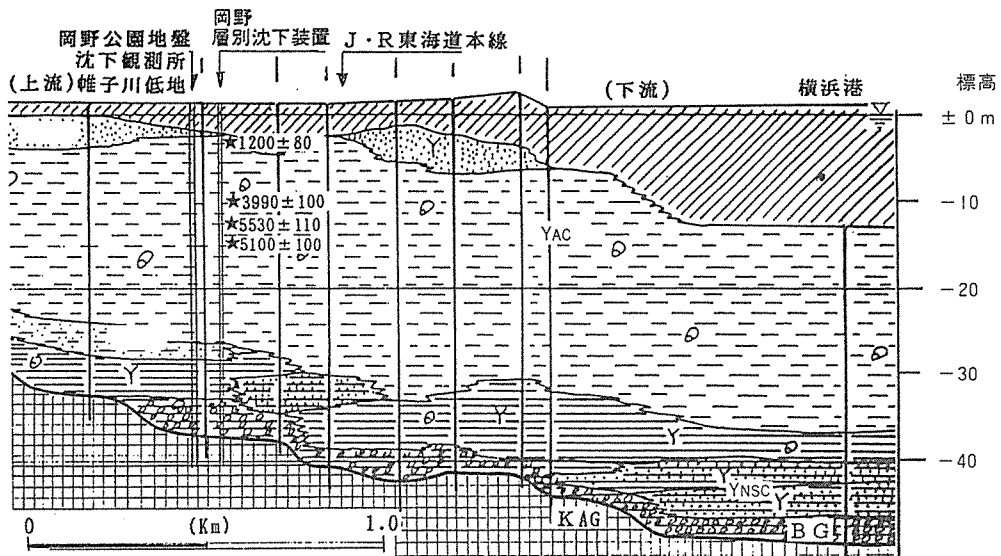 岡野公園地盤
沈下観測所
岡野
層別沈下装置
J・R東海道本線
(上流)帷子川低地
(下流)
横浜港
標高
±0m
★1200±80
★3990±100
★5530±110
★5100±100
Y
YAC
-10
-20
-30
-40
Y
Y
Y
Y
YNSC
Y
KAG
BG
0
(Km)
1.0